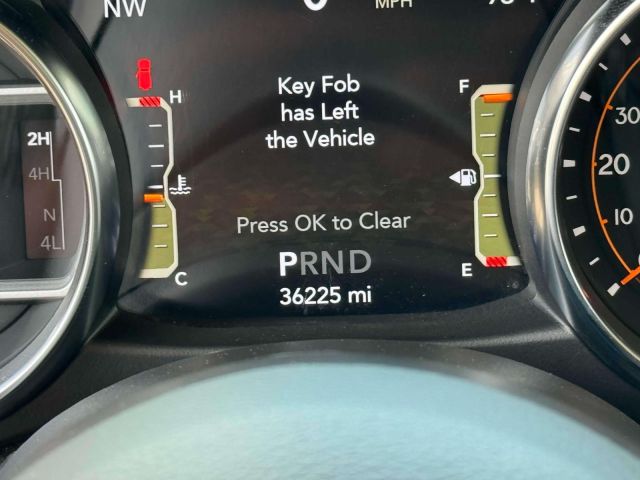 NW
MPH
H
F
Key Fob
has Left
the Vehicle
2H
4H
N
4L
30
20
10
Press OK to Clear
C
E
PRND
36225 mi